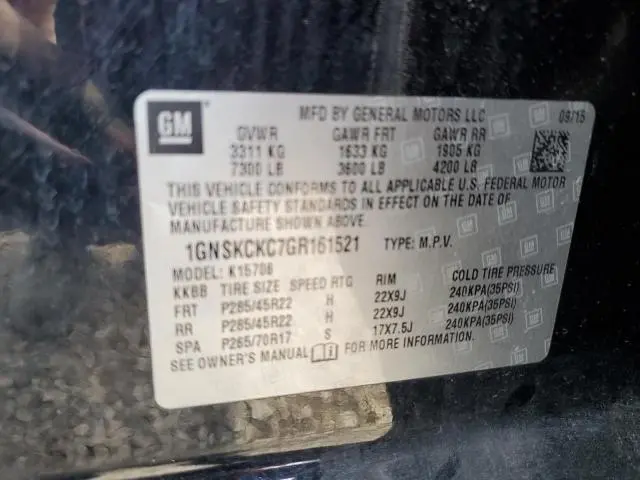 GM
MFD BY GENERAL MOTORS LLC 09/15
GVWR GAWR FRT GAWR RR
3311 KG 1633 KG 1905 KG
7300 LB 3600 LB 4200 LB
THIS VEHICLE CONFORMS TO ALL APPLICABLE U.S. FEDERAL MOTOR
VEHICLE SAFETY STANDARDS IN EFFECT ON THE DATE OF
MANUFACTURE SHOWN ABOVE.
1GNSKCKC7GR161521 TYPE: M.P.V.
MODEL: K15706
KKBB TIRE SIZE SPEED RTG RIM COLD TIRE PRESSURE
FRT P285/45R22 H 22X9J 240KPA(35PSI)
RR P285/45R22 H 22X9J 240KPA(35PSI)
SPA P265/70R17 S 17X7.5J 240KPA(35PSI)
SEE OWNER'S MANUAL FOR MORE INFORMATION.